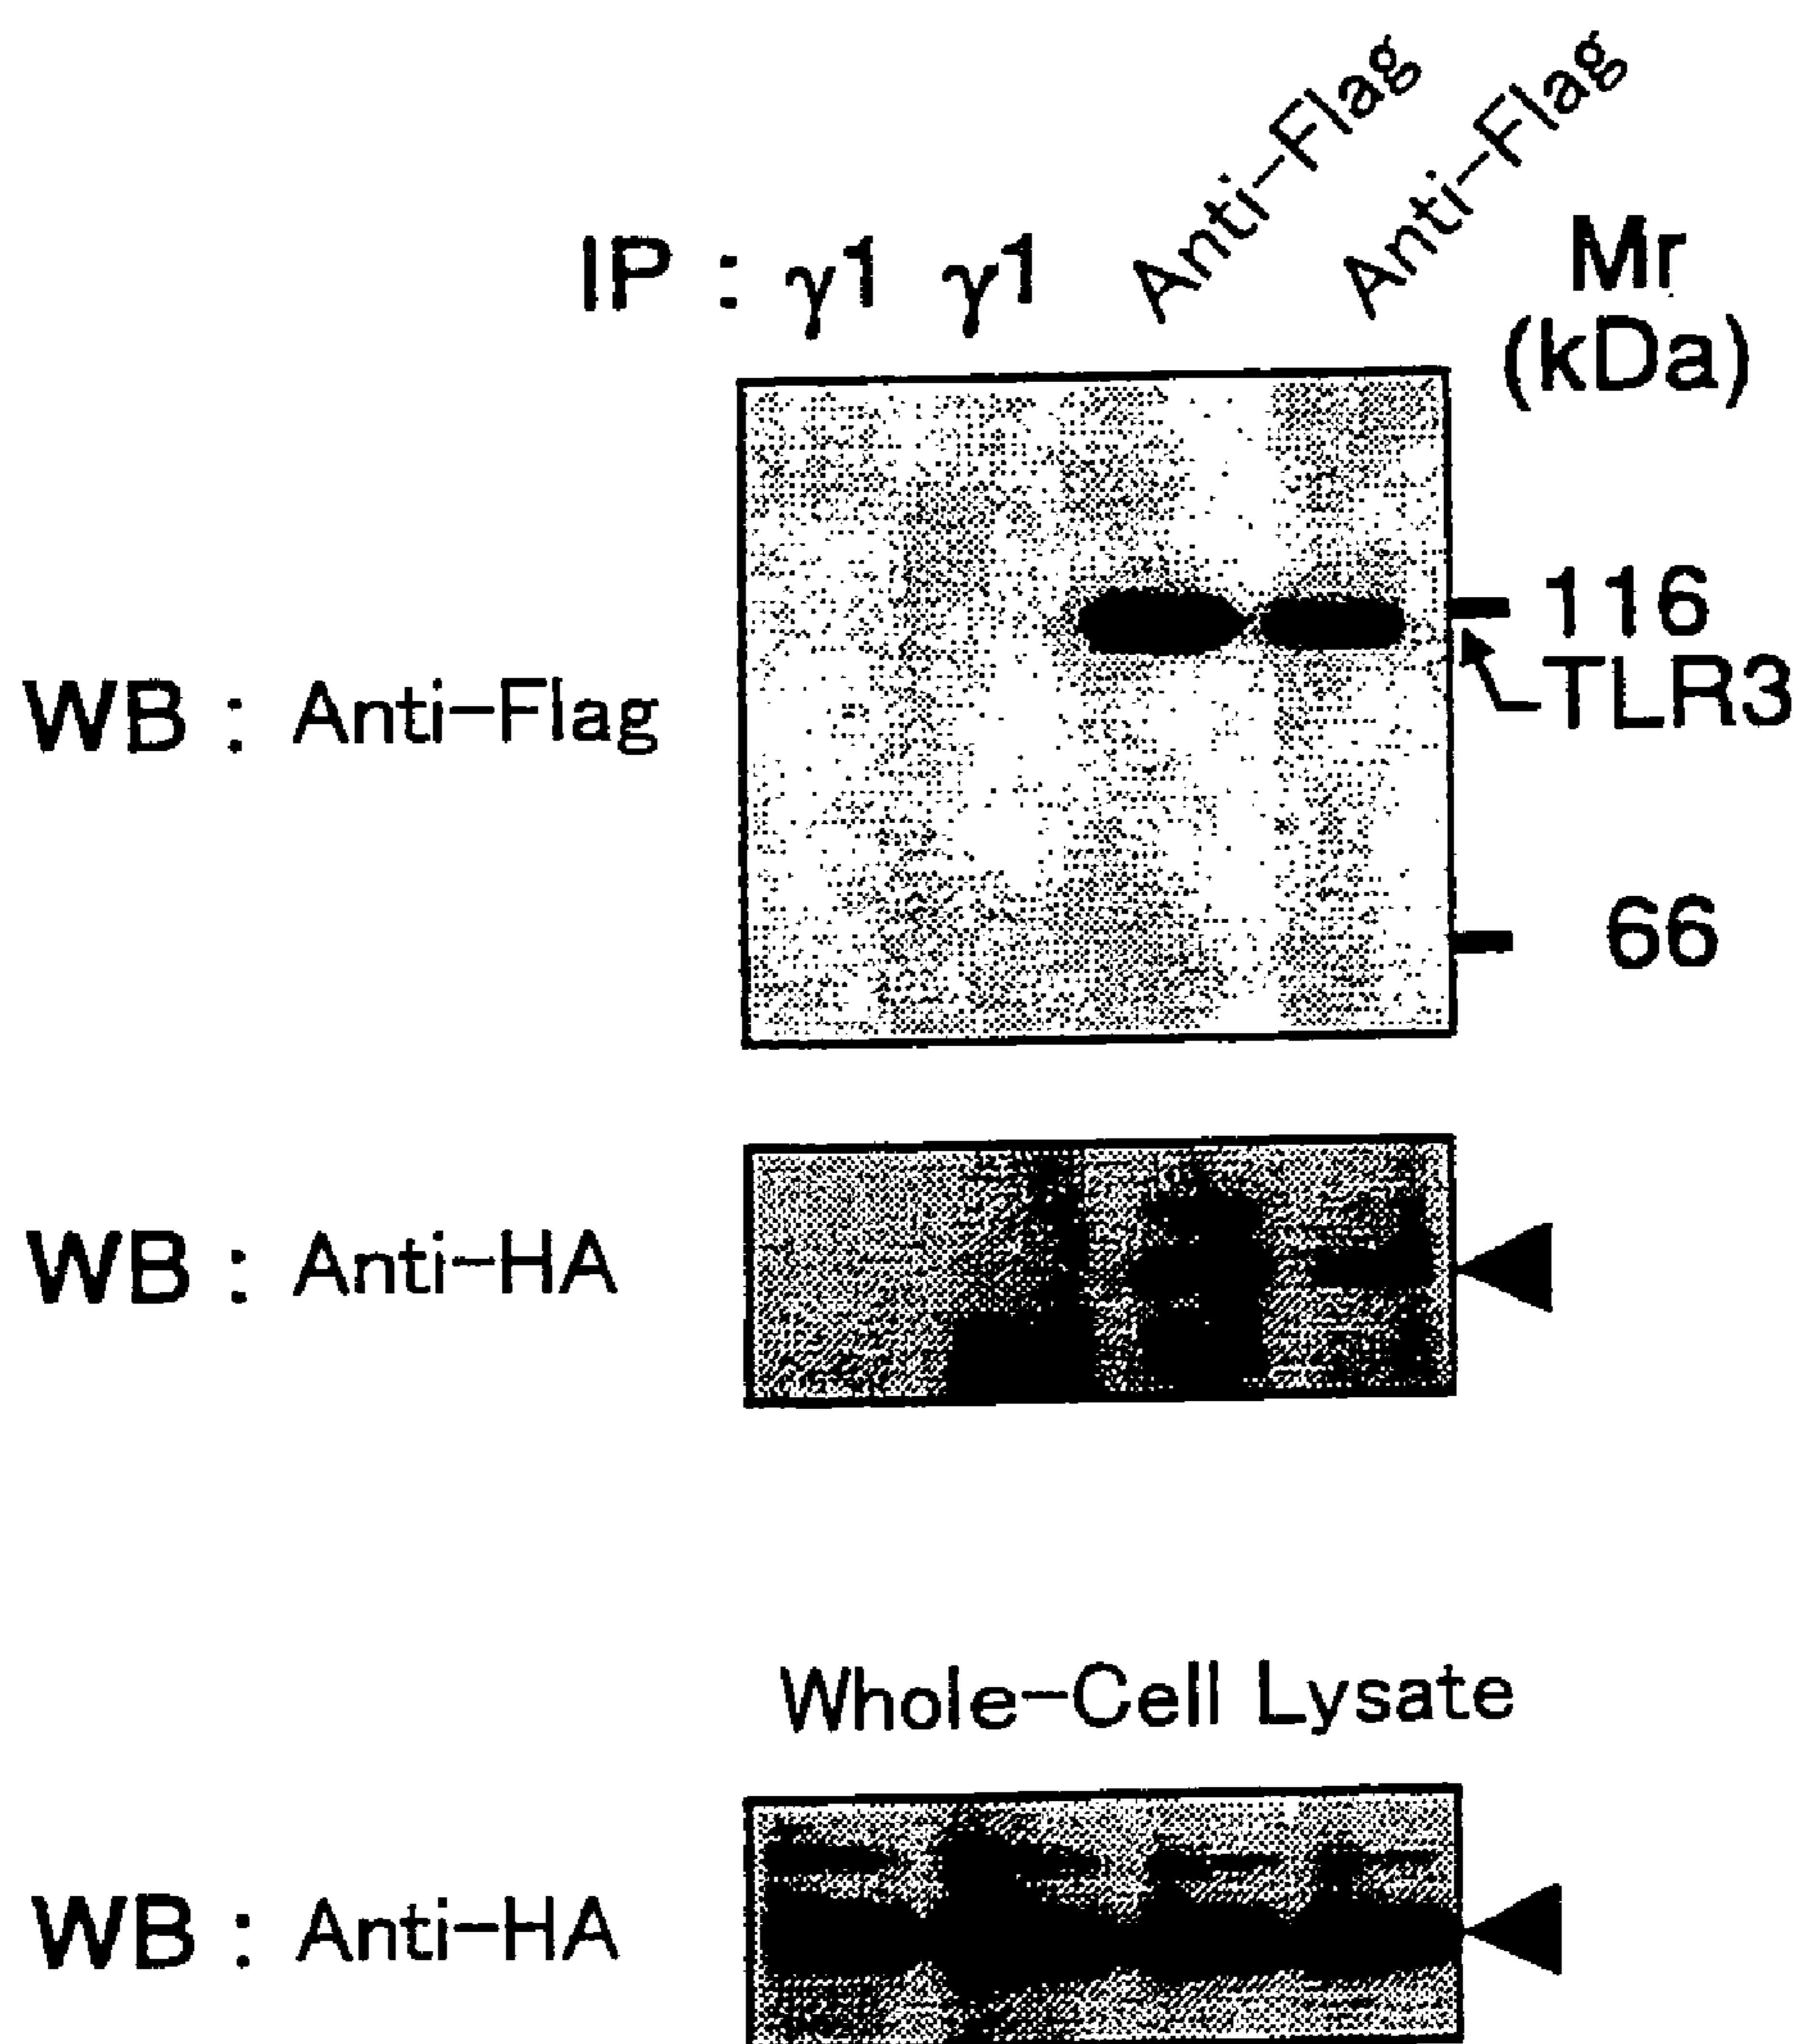 Anti-Flag Anti-Flag
IP : γ1 γ1
Mr
(kDa)
116
TLR3
WB : Anti-Flag
66
WB : Anti-HA
Whole-Cell Lysate
WB : Anti-HA